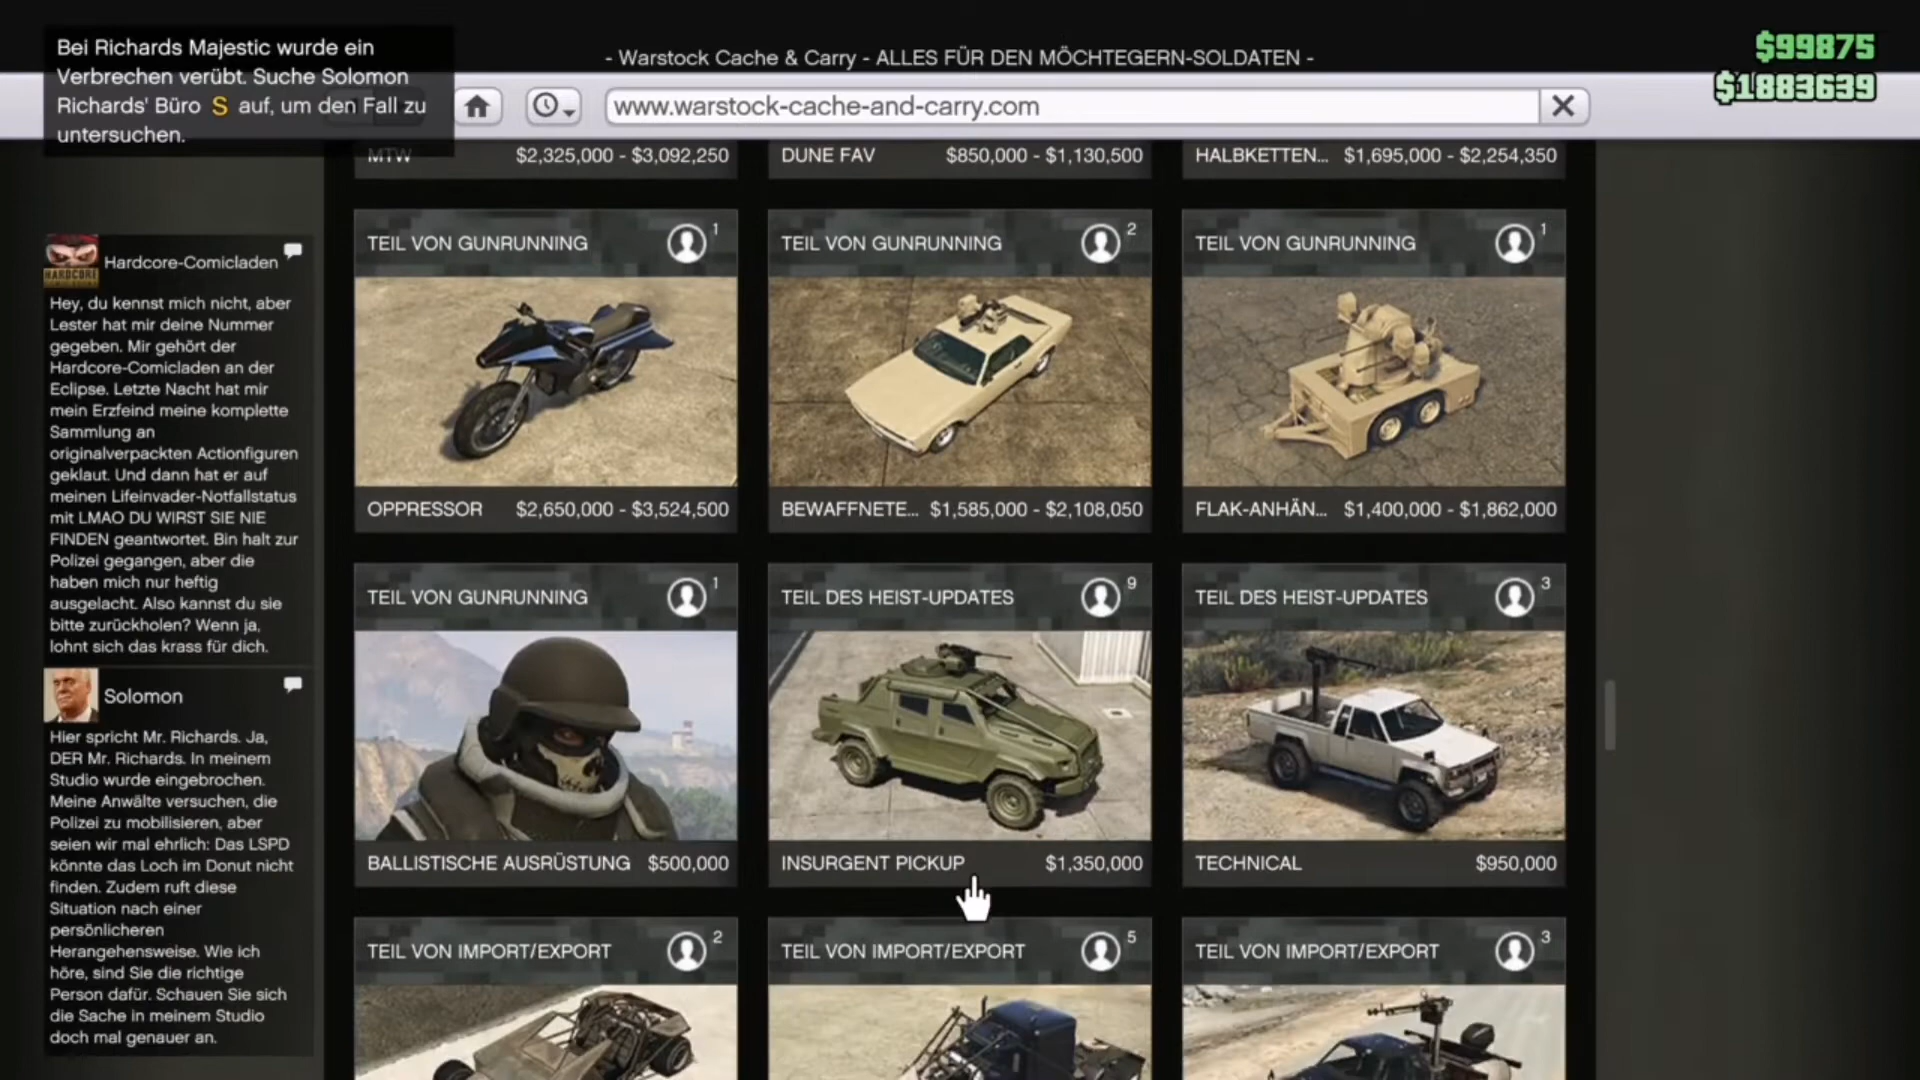 Bei Richards Majestic wurde ein
Verbrechen verübt. Suche Solomon
Richards' Büro S auf, um den Fall zu
untersuchen.
- Warstock Cache & Carry - ALLES FÜR DEN MÖCHTEGERN-SOLDATEN -
$99875
$1883639
www.warstock-cache-and-carry.com
MTW $2,325,000 - $3,092,250
DUNE FAV $850,000 - $1,130,500
HALBKETTEN... $1,695,000 - $2,254,350
Hardcore-Comicladen
HARDCORE
Hey, du kennst mich nicht, aber
Lester hat mir deine Nummer
gegeben. Mir gehört der
Hardcore-Comicladen an der
Eclipse. Letzte Nacht hat mir
mein Erzfeind meine komplette
Sammlung an
originalverpackten Actionfiguren
geklaut. Und dann hat er auf
meinen Lifeinvader-Notfallstatus
mit LMAO DU WIRST SIE NIE
FINDEN geantwortet. Bin halt zur
Polizei gegangen, aber die
haben mich nur heftig
ausgelacht. Also kannst du sie
bitte zurückholen? Wenn ja,
lohnt sich das krass für dich.
Solomon
Hier spricht Mr. Richards. Ja,
DER Mr. Richards. In meinem
Studio wurde eingebrochen.
Meine Anwälte versuchen, die
Polizei zu mobilisieren, aber
seien wir mal ehrlich: Das LSPD
könnte das Loch im Donut nicht
finden. Zudem ruft diese
Situation nach einer
persönlicheren
Herangehensweise. Wie ich
höre, sind Sie die richtige
Person dafür. Schauen Sie sich
die Sache in meinem Studio
doch mal genauer an.
TEIL VON GUNRUNNING 1
OPPRESSOR $2,650,000 - $3,524,500
TEIL VON GUNRUNNING 2
BEWAFFNETE... $1,585,000 - $2,108,050
TEIL VON GUNRUNNING 1
FLAK-ANHÄN... $1,400,000 - $1,862,000
TEIL VON GUNRUNNING 1
BALLISTISCHE AUSRÜSTUNG $500,000
TEIL DES HEIST-UPDATES 9
INSURGENT PICKUP $1,350,000
TEIL DES HEIST-UPDATES 3
TECHNICAL $950,000
TEIL VON IMPORT/EXPORT 2
TEIL VON IMPORT/EXPORT 5
TEIL VON IMPORT/EXPORT 3